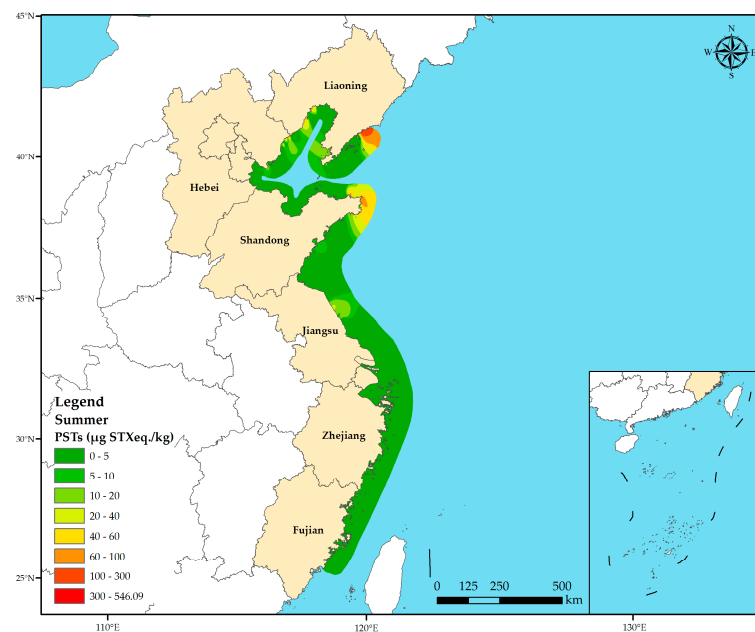 45°N
N
W
E
S
Liaoning
40°N
Hebei
Shandong
35°N
Jiangsu
Legend
Summer
PSTs (μg STXeq./kg)
Zhejiang
30°N
0 - 5
5 - 10
10 - 20
20 - 40
40 - 60
60 - 100
100 - 300
300 - 546.09
Fujian
25°N
0 125 250 500
km
110°E 120°E 130°E